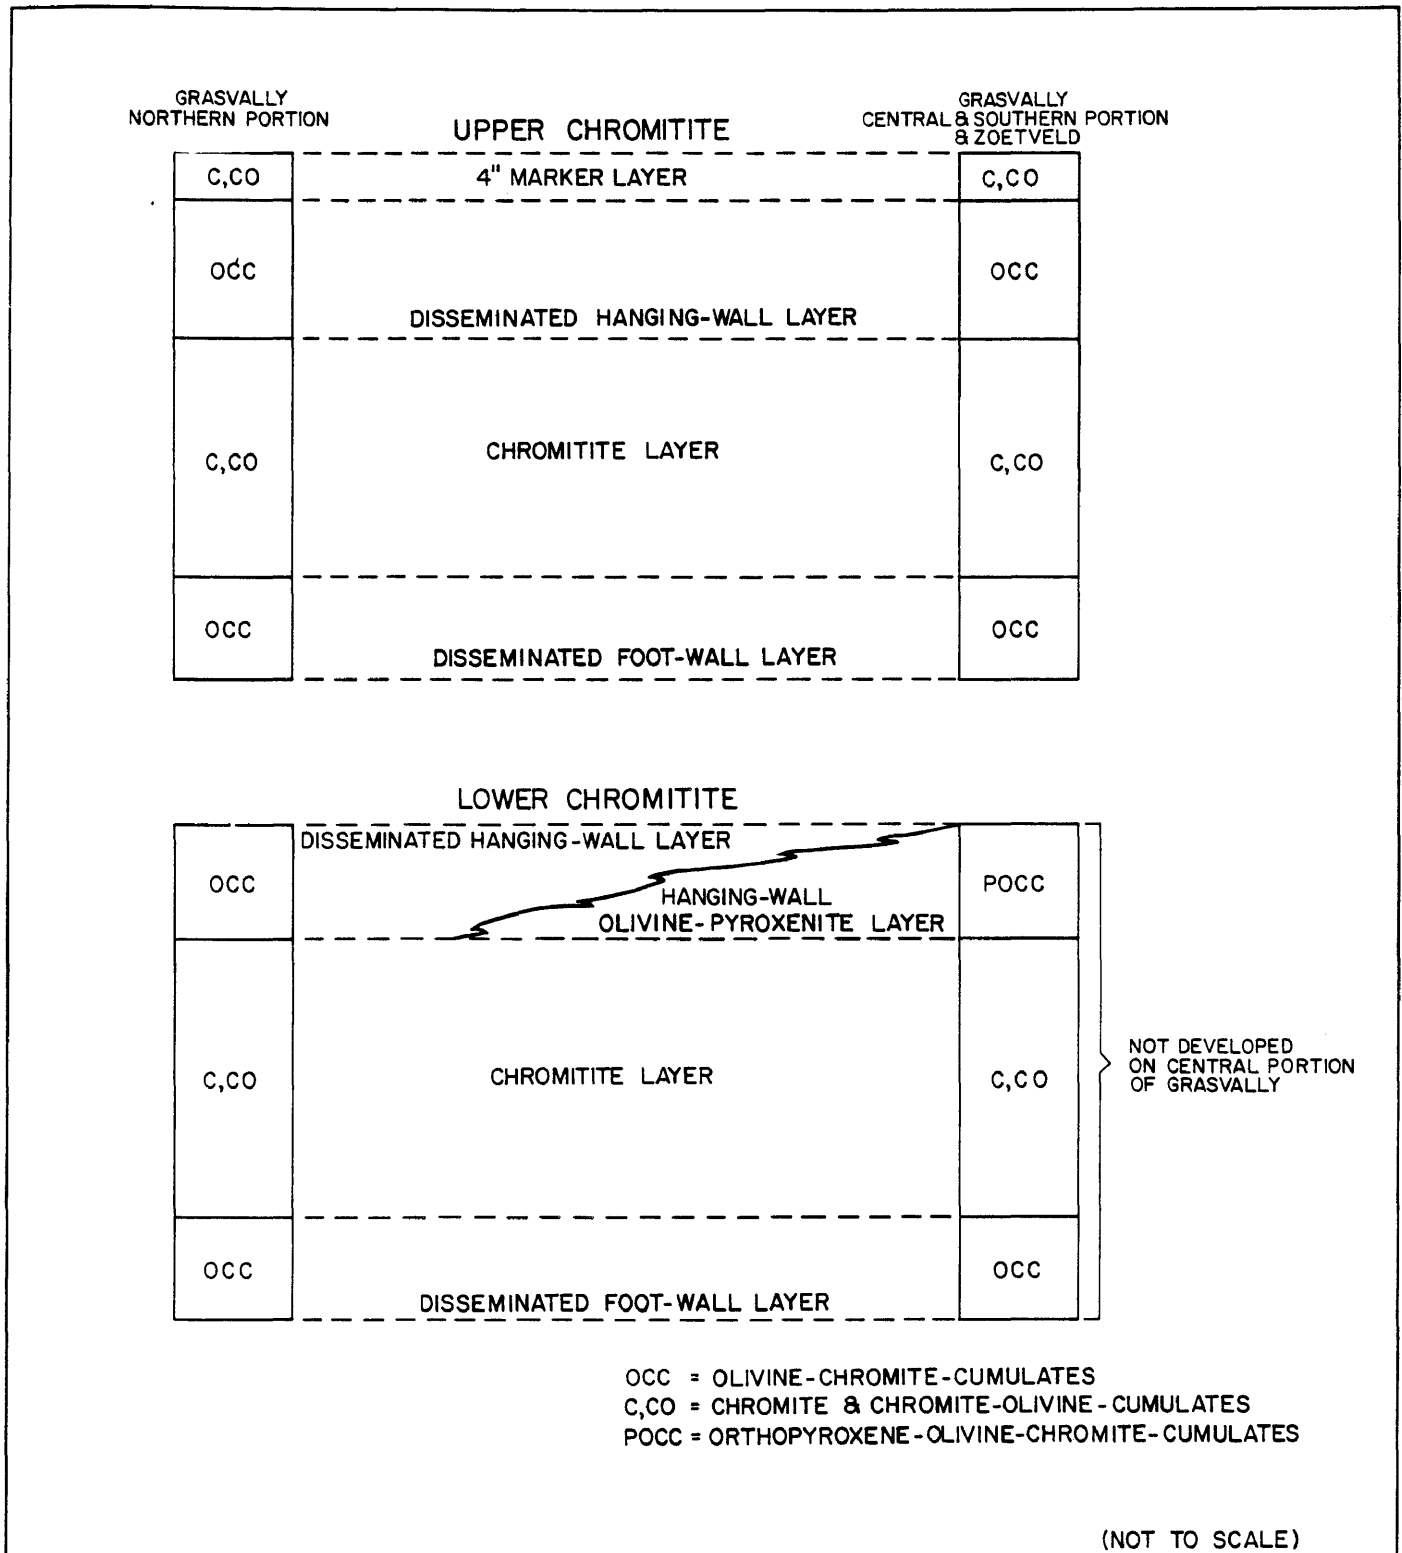 GRASVALLY
NORTHERN PORTION
GRASVALLY
CENTRAL & SOUTHERN PORTION
& ZOETVELD
UPPER CHROMITITE
C,CO
4" MARKER LAYER
C,CO
OCC
OCC
DISSEMINATED HANGING-WALL LAYER
CHROMITITE LAYER
C,CO
C,CO
OCC
OCC
DISSEMINATED FOOT-WALL LAYER
LOWER CHROMITITE
DISSEMINATED HANGING-WALL LAYER
OCC
POCC
HANGING-WALL
OLIVINE-PYROXENITE LAYER
C,CO
CHROMITITE LAYER
C,CO
NOT DEVELOPED
ON CENTRAL PORTION
OF GRASVALLY
OCC
OCC
DISSEMINATED FOOT-WALL LAYER
OCC = OLIVINE-CHROMITE-CUMULATES
C,CO = CHROMITE & CHROMITE-OLIVINE-CUMULATES
POCC = ORTHOPYROXENE-OLIVINE-CHROMITE-CUMULATES
(NOT TO SCALE)